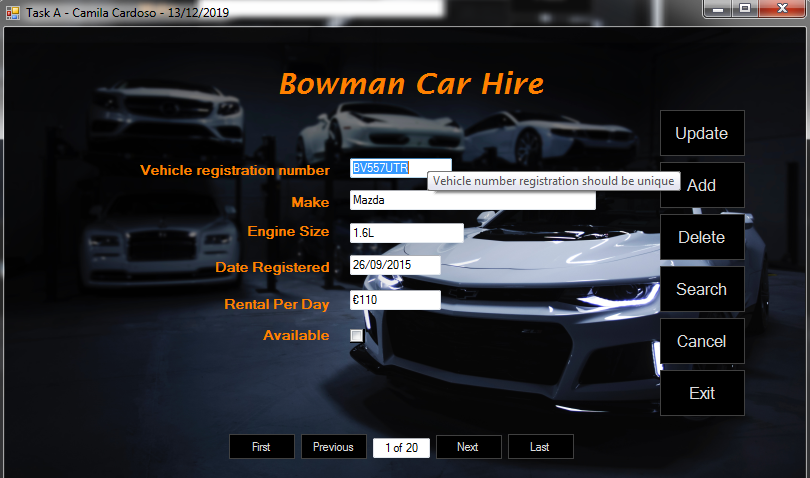 Task A - Camila Cardoso - 13/12/2019
Bowman Car Hire
Vehicle registration number BV557UTR
Vehicle number registration should be unique
Make Mazda
Engine Size 1.6L
Date Registered 26/09/2015
Rental Per Day €110
Available
Update
Add
Delete
Search
Cancel
Exit
First Previous 1 of 20 Next Last